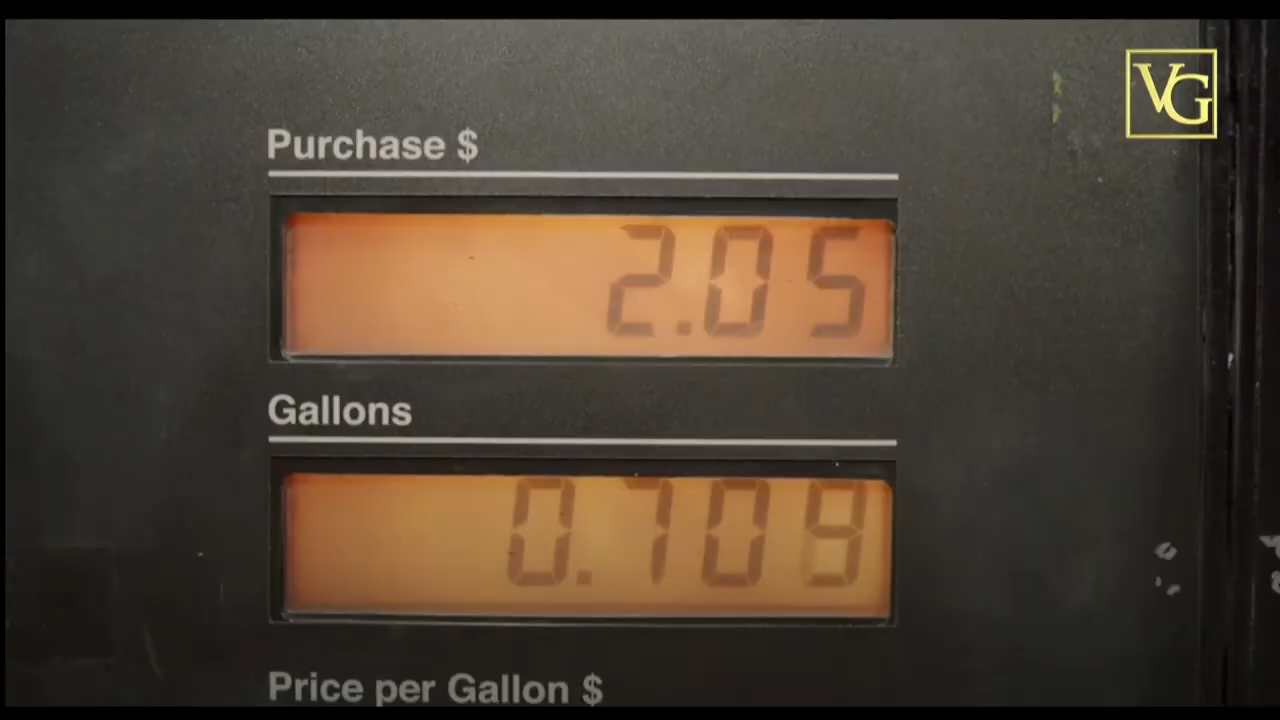 VG
Purchase $
2.05
Gallons
0.709
Price per Gallon $